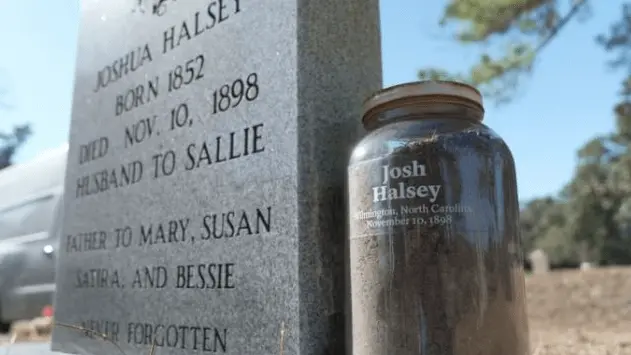 JOSHUA HALSEY
BORN 1852
DIED NOV. 10, 1898
HUSBAND TO SALLIE
FATHER TO MARY, SUSAN
SATIRA, AND BESSIE
NEVER FORGOTTEN
Josh
Halsey
Wilmington, North Carolina
November 10, 1898